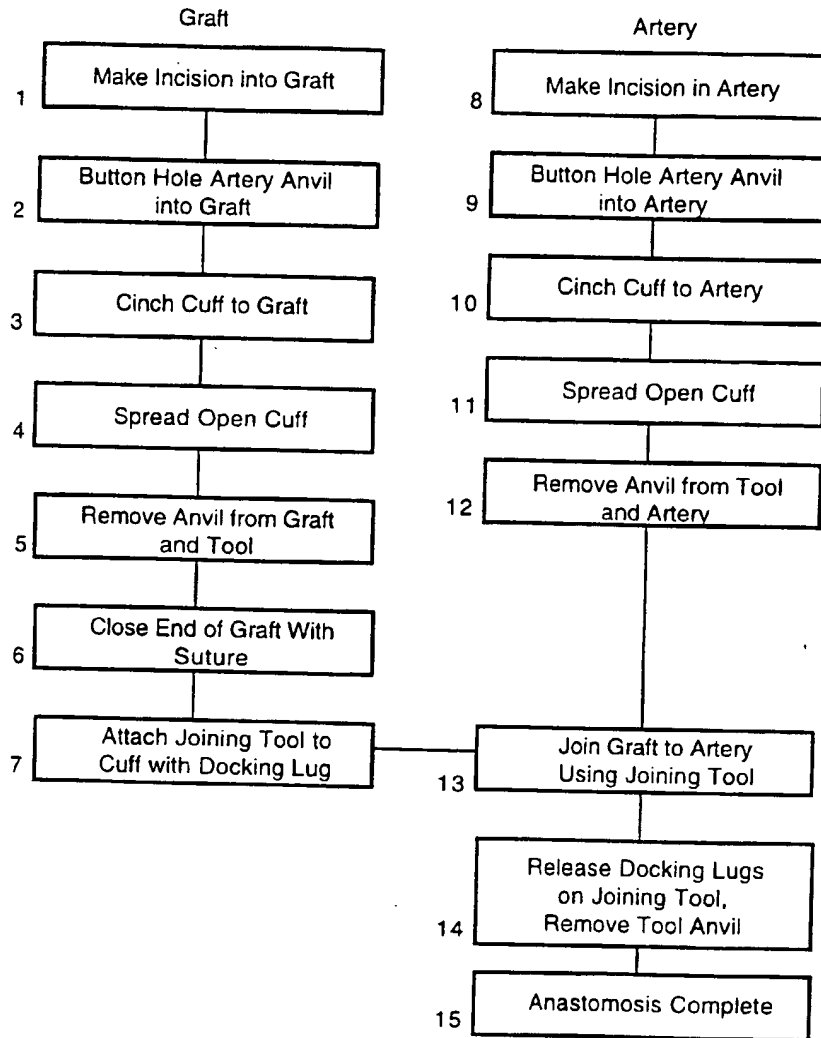 Graft
1
Make Incision into Graft
2
Button Hole Artery Anvil
into Graft
3
Cinch Cuff to Graft
4
Spread Open Cuff
5
Remove Anvil from Graft
and Tool
6
Close End of Graft With
Suture
7
Attach Joining Tool to
Cuff with Docking Lug
Artery
8
Make Incision in Artery
9
Button Hole Artery Anvil
into Artery
10
Cinch Cuff to Artery
11
Spread Open Cuff
12
Remove Anvil from Tool
and Artery
13
Join Graft to Artery
Using Joining Tool
14
Release Docking Lugs
on Joining Tool,
Remove Tool Anvil
15
Anastomosis Complete